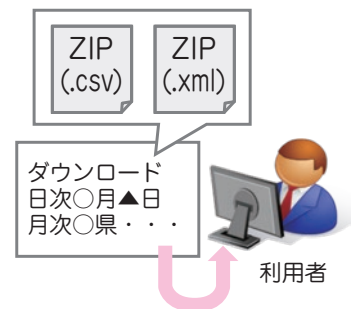 ZIP
(.csv)
ZIP
(.xml)
ダウンロード
日次○月▲日
月次○県・・・
利用者